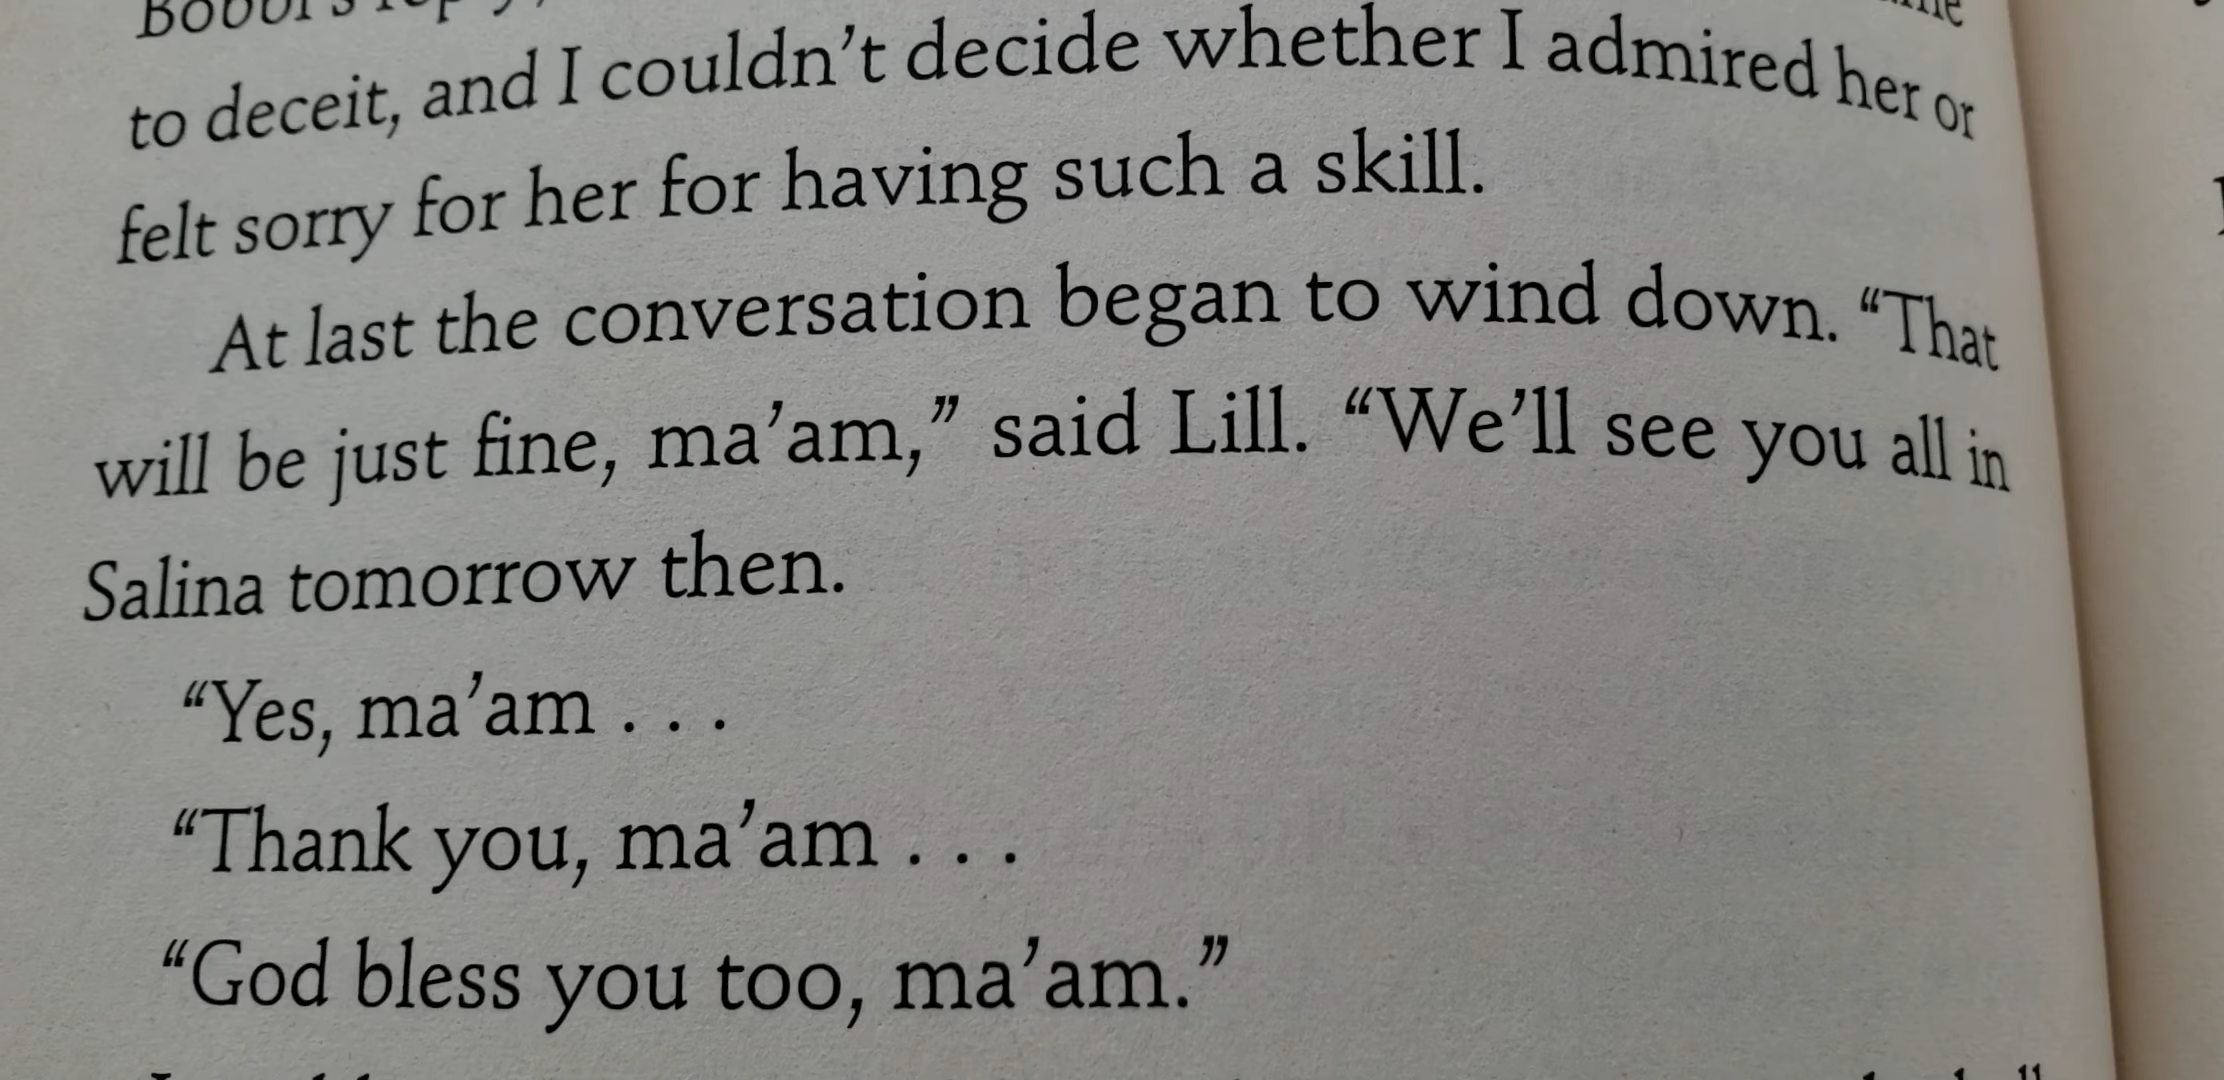 to deceit, and I couldn’t decide whether I admired her or
felt sorry for her for having such a skill.
At last the conversation began to wind down. “That
will be just fine, ma’am,” said Lill. “We’ll see you all in
Salina tomorrow then.
“Yes, ma’am . . .
“Thank you, ma’am . . .
“God bless you too, ma’am.”